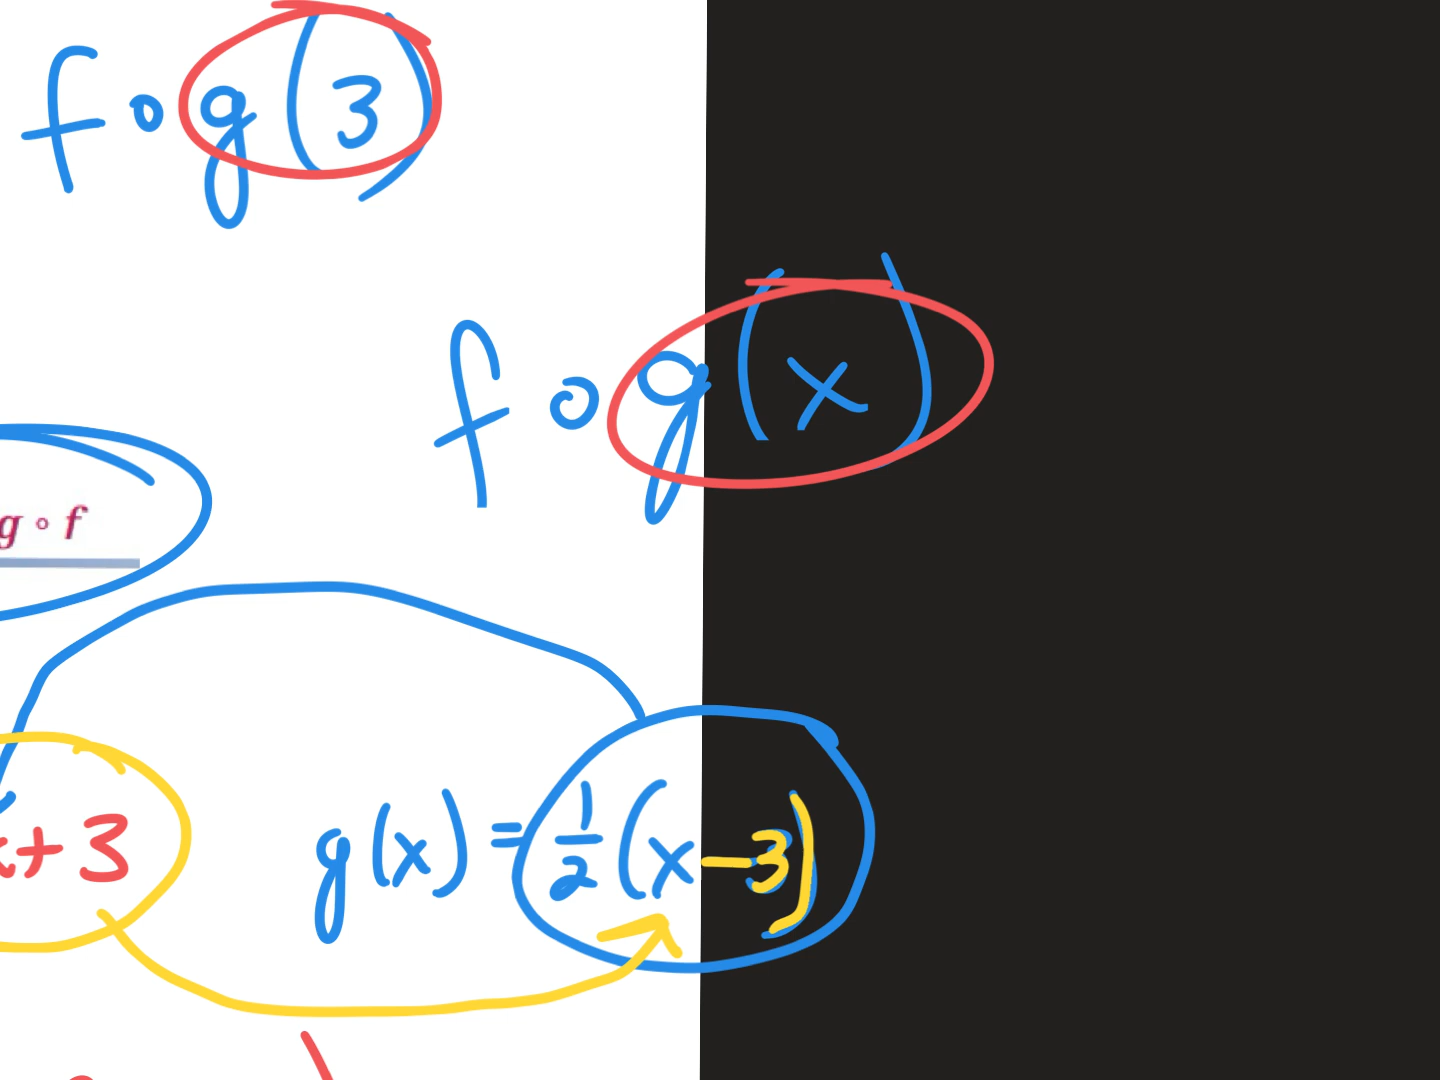 f∘g(3)
f∘g(x)
g ∘ f
x+3
g(x) = 1/2 (x-3)